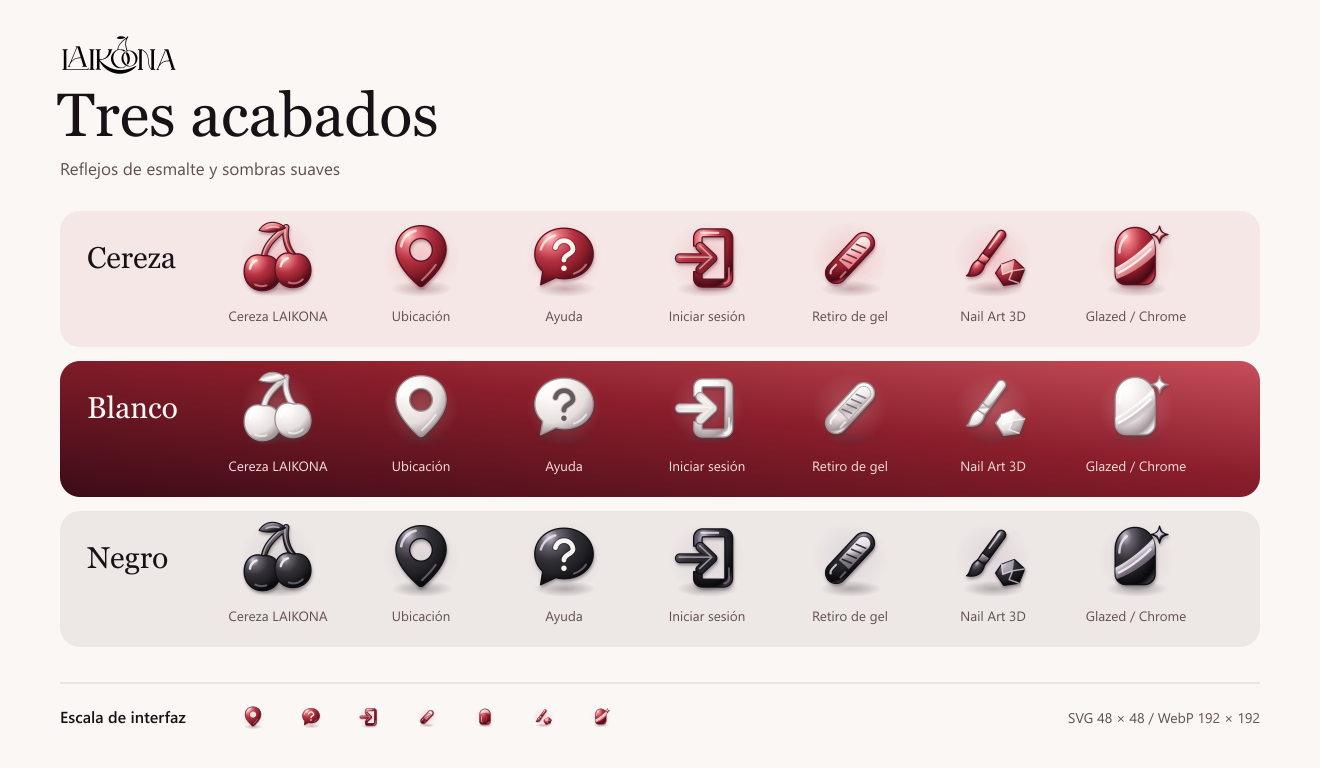 LAIKONA
Tres acabados
Reflejos de esmalte y sombras suaves
Cereza
Cereza LAIKONA Ubicación Ayuda Iniciar sesión Retiro de gel Nail Art 3D Glazed / Chrome
Blanco
Cereza LAIKONA Ubicación Ayuda Iniciar sesión Retiro de gel Nail Art 3D Glazed / Chrome
Negro
Cereza LAIKONA Ubicación Ayuda Iniciar sesión Retiro de gel Nail Art 3D Glazed / Chrome
Escala de interfaz SVG 48 × 48 / WebP 192 × 192